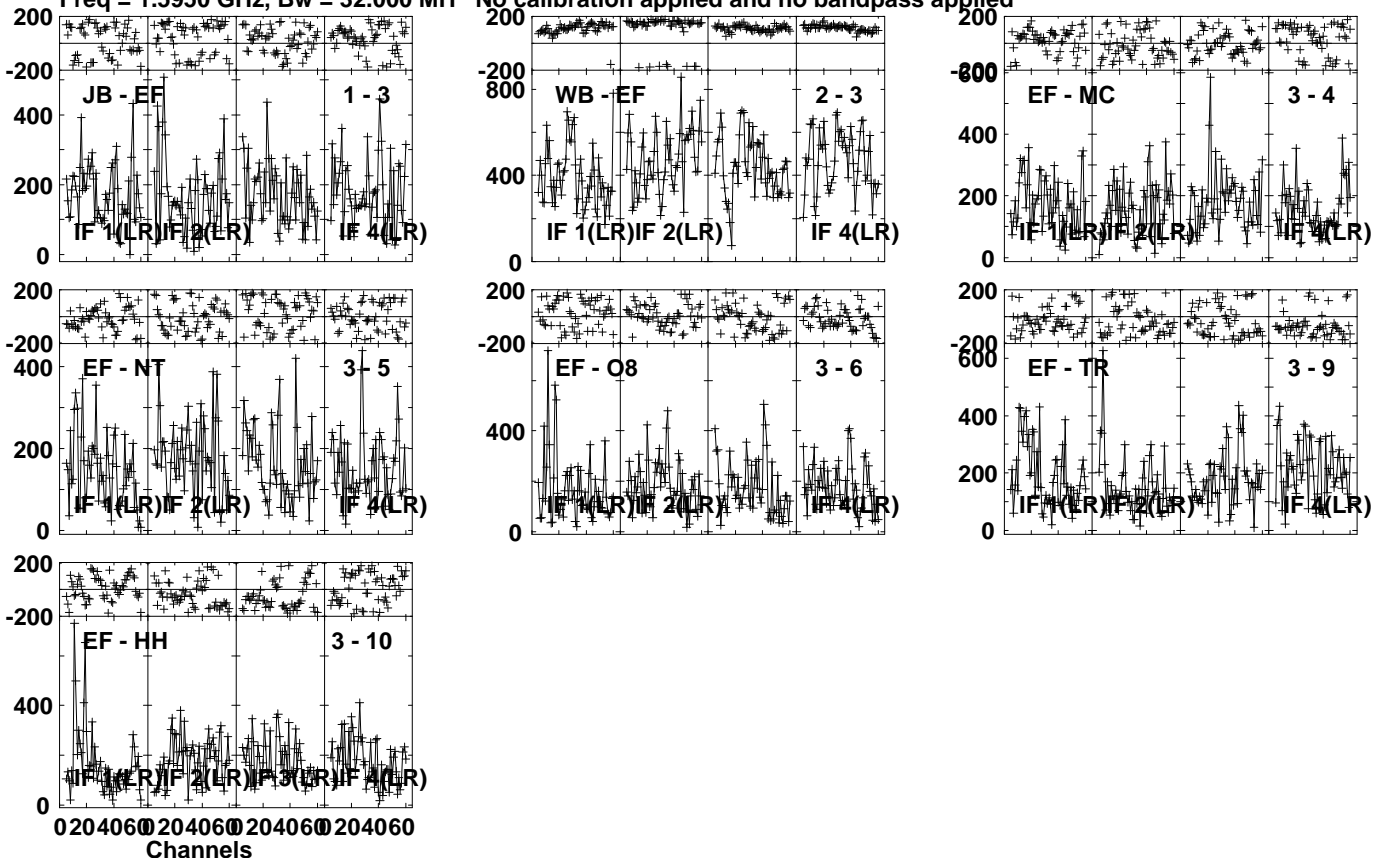 Freq = 1.5950 GHz, Bw = 32.000 MH No calibration applied and no bandpass applied
200
-200
JB - EF 1 - 3
400
200
0
IF 1(LR) IF 2(LR) IF 4(LR)
200
-200
WB - EF 2 - 3
800
400
0
IF 1(LR) IF 2(LR) IF 4(LR)
200
-200
600
EF - MC 3 - 4
400
200
0
IF 1(LR) IF 2(LR) IF 4(LR)
200
-200
EF - NT 3 - 5
400
200
0
IF 1(LR) IF 2(LR) IF 4(LR)
200
-200
EF - O8 3 - 6
400
0
IF 1(LR) IF 2(LR) IF 4(LR)
200
-200
600
EF - TR 3 - 9
400
200
0
IF 1(LR) IF 2(LR) IF 4(LR)
200
-200
EF - HH 3 - 10
400
0
IF 1(LR) IF 2(LR) IF 3(LR) IF 4(LR)
0 20 40 60 0 20 40 60 0 20 40 60 0 20 40 60
Channels